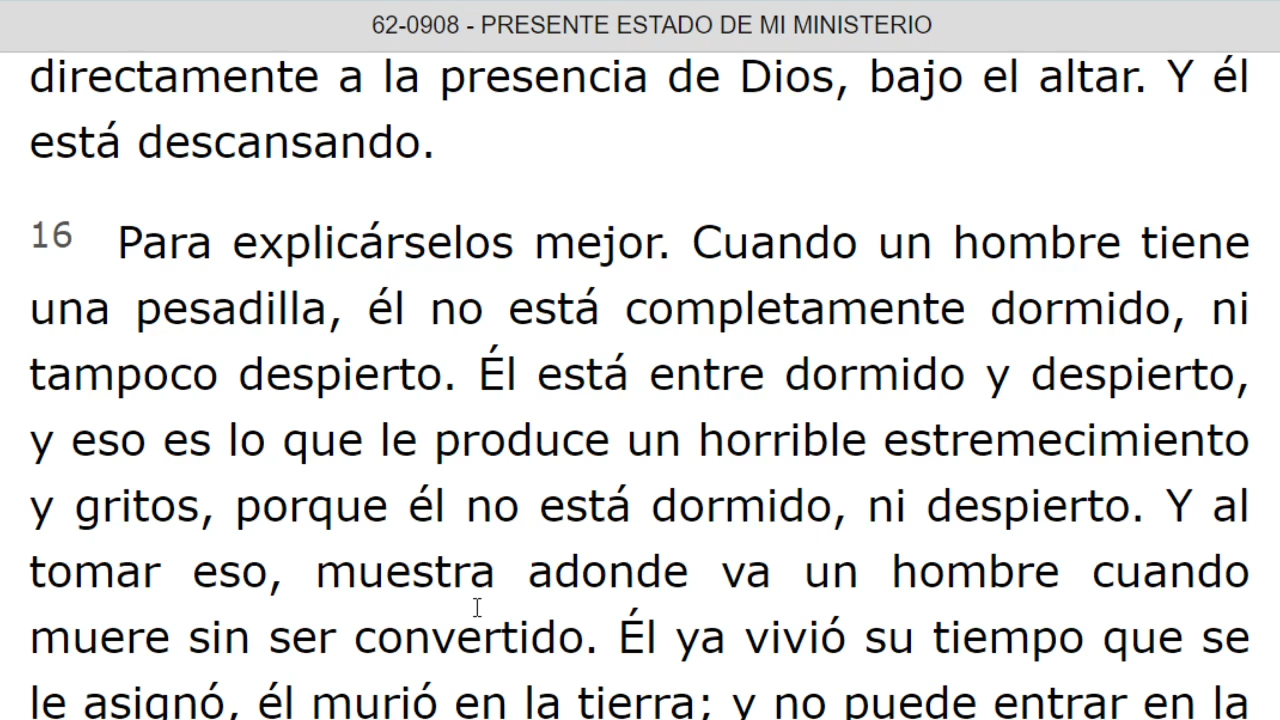 62-0908 - PRESENTE ESTADO DE MI MINISTERIO
directamente a la presencia de Dios, bajo el altar. Y él
está descansando.
16 Para explicárselos mejor. Cuando un hombre tiene
una pesadilla, él no está completamente dormido, ni
tampoco despierto. Él está entre dormido y despierto,
y eso es lo que le produce un horrible estremecimiento
y gritos, porque él no está dormido, ni despierto. Y al
tomar eso, muestra adonde va un hombre cuando
muere sin ser convertido. Él ya vivió su tiempo que se
le asignó, él murió en la tierra; y no puede entrar en la